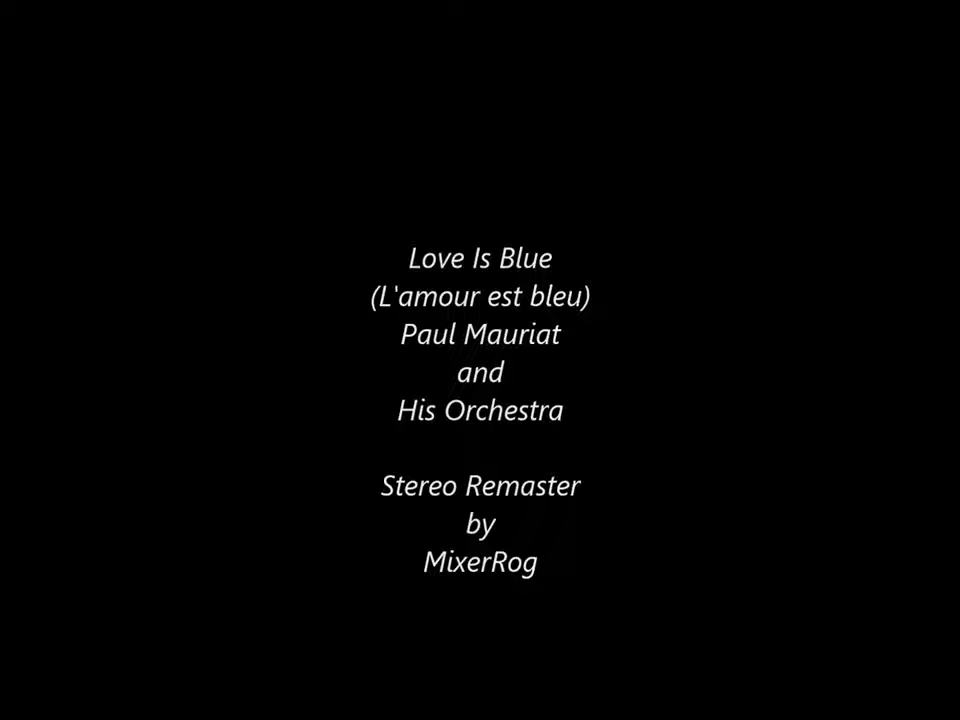 Love Is Blue
(L'amour est bleu)
Paul Mauriat
and
His Orchestra
Stereo Remaster
by
MixerRog